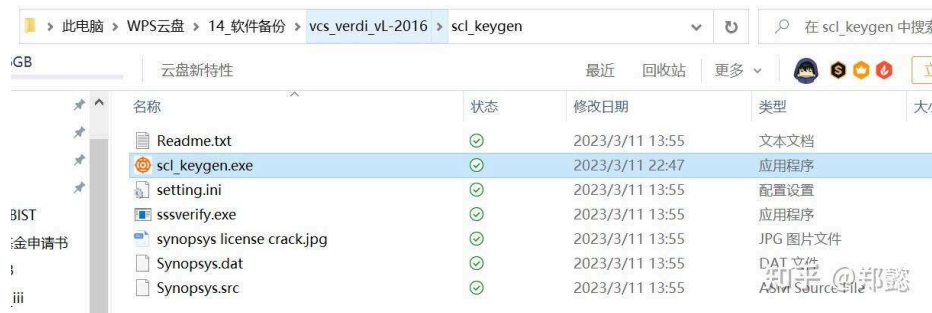 此电脑 > WPS云盘 > 14_软件备份 > vcs_verdi_vL-2016 > scl_keygen
在 scl_keygen 中搜索
GB
云盘新特性 最近 回收站 更多
名称 状态 修改日期 类型 大小
Readme.txt 2023/3/11 13:55 文本文档
scl_keygen.exe 2023/3/11 22:47 应用程序
setting.ini 2023/3/11 13:55 配置设置
sssverify.exe 2023/3/11 13:55 应用程序
BIST
synopsys license crack.jpg 2023/3/11 13:55 JPG 图片文件
金申请书
Synopsys.dat 2023/3/11 13:55 DAT 文件
Synopsys.src 2023/3/11 13:55 ASM Source File
_iii
知乎 @郑懿